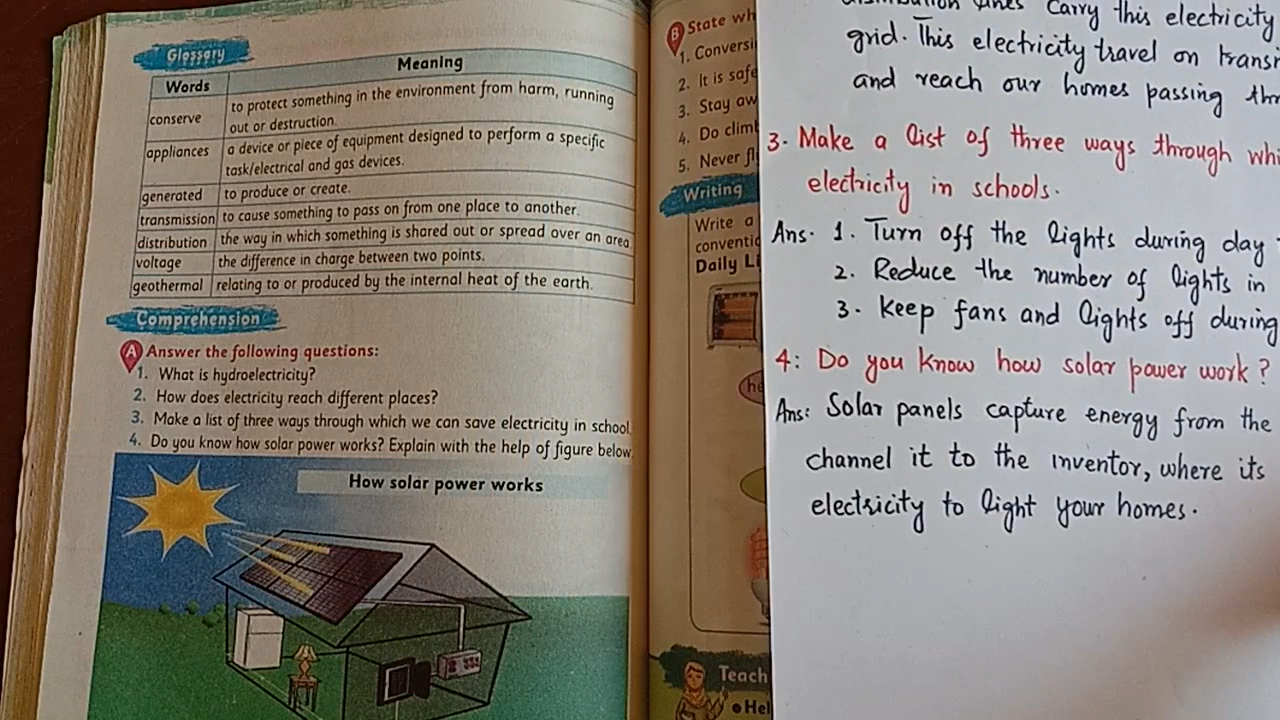 Glossary
Words Meaning
conserve to protect something in the environment from harm, running
out or destruction.
appliances a device or piece of equipment designed to perform a specific
task/electrical and gas devices.
generated to produce or create.
transmission to cause something to pass on from one place to another.
distribution the way in which something is shared out or spread over an area.
voltage the difference in charge between two points.
geothermal relating to or produced by the internal heat of the earth.
Comprehension
A Answer the following questions:
1. What is hydroelectricity?
2. How does electricity reach different places?
3. Make a list of three ways through which we can save electricity in school.
4. Do you know how solar power works? Explain with the help of figure below.
How solar power works
B State wh
1. Conversi
2. It is safe
3. Stay aw
4. Do climb
5. Never fl
Writing
Write a
conventio
Daily Li
he
Teach
Hel
lines carry this electricity
grid. This electricity travel on transm
and reach our homes passing thr
3. Make a list of three ways through whi
electricity in schools.
Ans. 1. Turn off the lights during day
2. Reduce the number of lights in
3. Keep fans and lights off during
4: Do you know how solar power work?
Ans: Solar panels capture energy from the
channel it to the inventor, where its
electricity to light your homes.